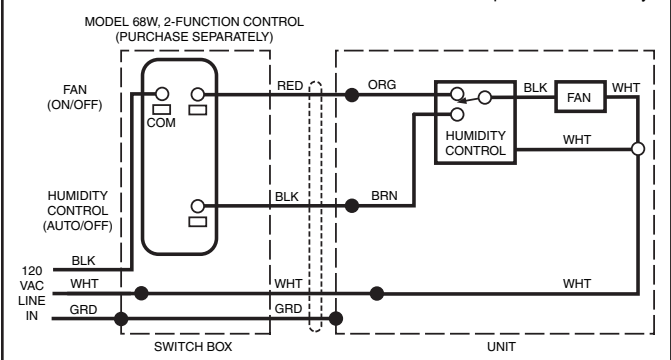 MODEL 68W, 2-FUNCTION CONTROL
(PURCHASE SEPARATELY)
FAN
(ON/OFF)
COM
RED
ORG
BLK
FAN
WHT
HUMIDITY
CONTROL
WHT
HUMIDITY
CONTROL
(AUTO/OFF)
BLK
BRN
120
VAC
LINE
IN
BLK
WHT
WHT
WHT
GRD
GRD
SWITCH BOX
UNIT